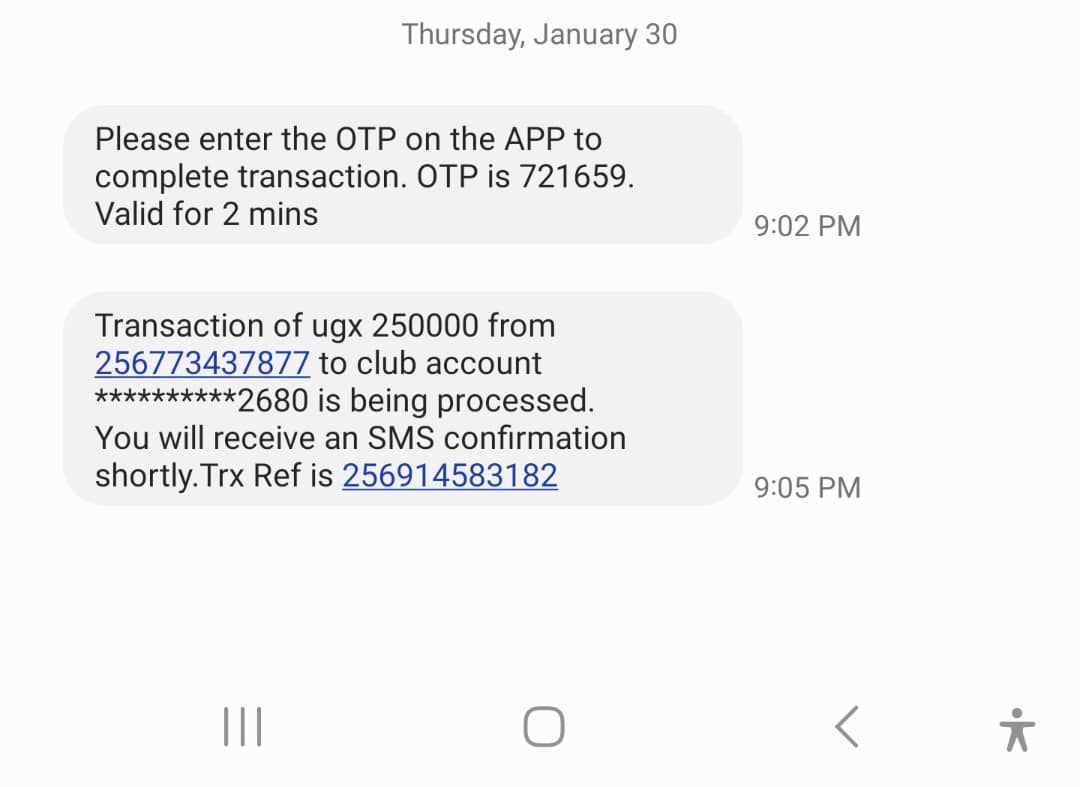 Thursday, January 30
Please enter the OTP on the APP to
complete transaction. OTP is 721659.
Valid for 2 mins
9:02 PM
Transaction of ugx 250000 from
256773437877 to club account
**********2680 is being processed.
You will receive an SMS confirmation
shortly.Trx Ref is 256914583182
9:05 PM